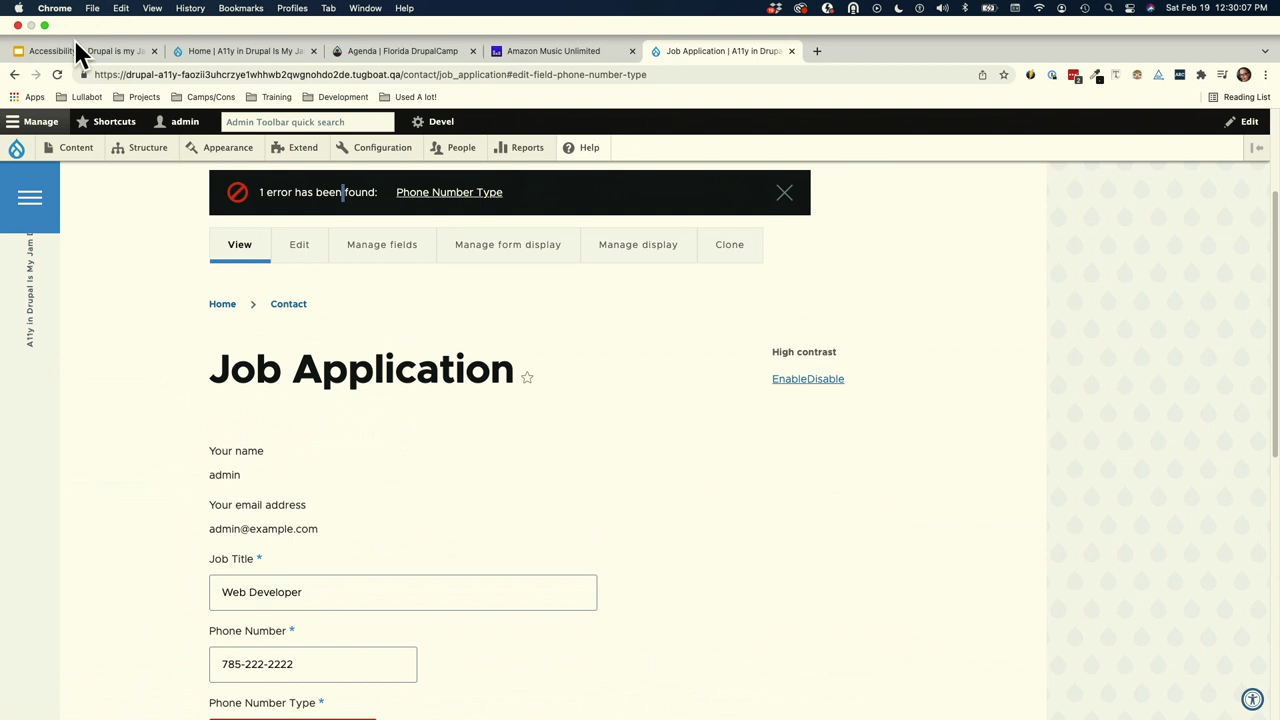 Chrome File Edit View History Bookmarks Profiles Tab Window Help Sat Feb 19 12:30:07 PM
Accessibility Drupal is my Ja Home | A11y in Drupal Is My Jam Agenda | Florida DrupalCamp Amazon Music Unlimited Job Application | A11y in Drupa
https://drupal-a11y-faozii3uhcrzye1whhwb2qwgnohdo2de.tugboat.qa/contact/job_application#edit-field-phone-number-type
Apps Lullabot Projects Camps/Cons Training Development Used A lot! Reading List
Manage Shortcuts admin Admin Toolbar quick search Devel Edit
Content Structure Appearance Extend Configuration People Reports Help
1 error has been found: Phone Number Type
View Edit Manage fields Manage form display Manage display Clone
A11y in Drupal Is My Jam
Home Contact
Job Application
High contrast
EnableDisable
Your name
admin
Your email address
admin@example.com
Job Title *
Web Developer
Phone Number *
785-222-2222
Phone Number Type *